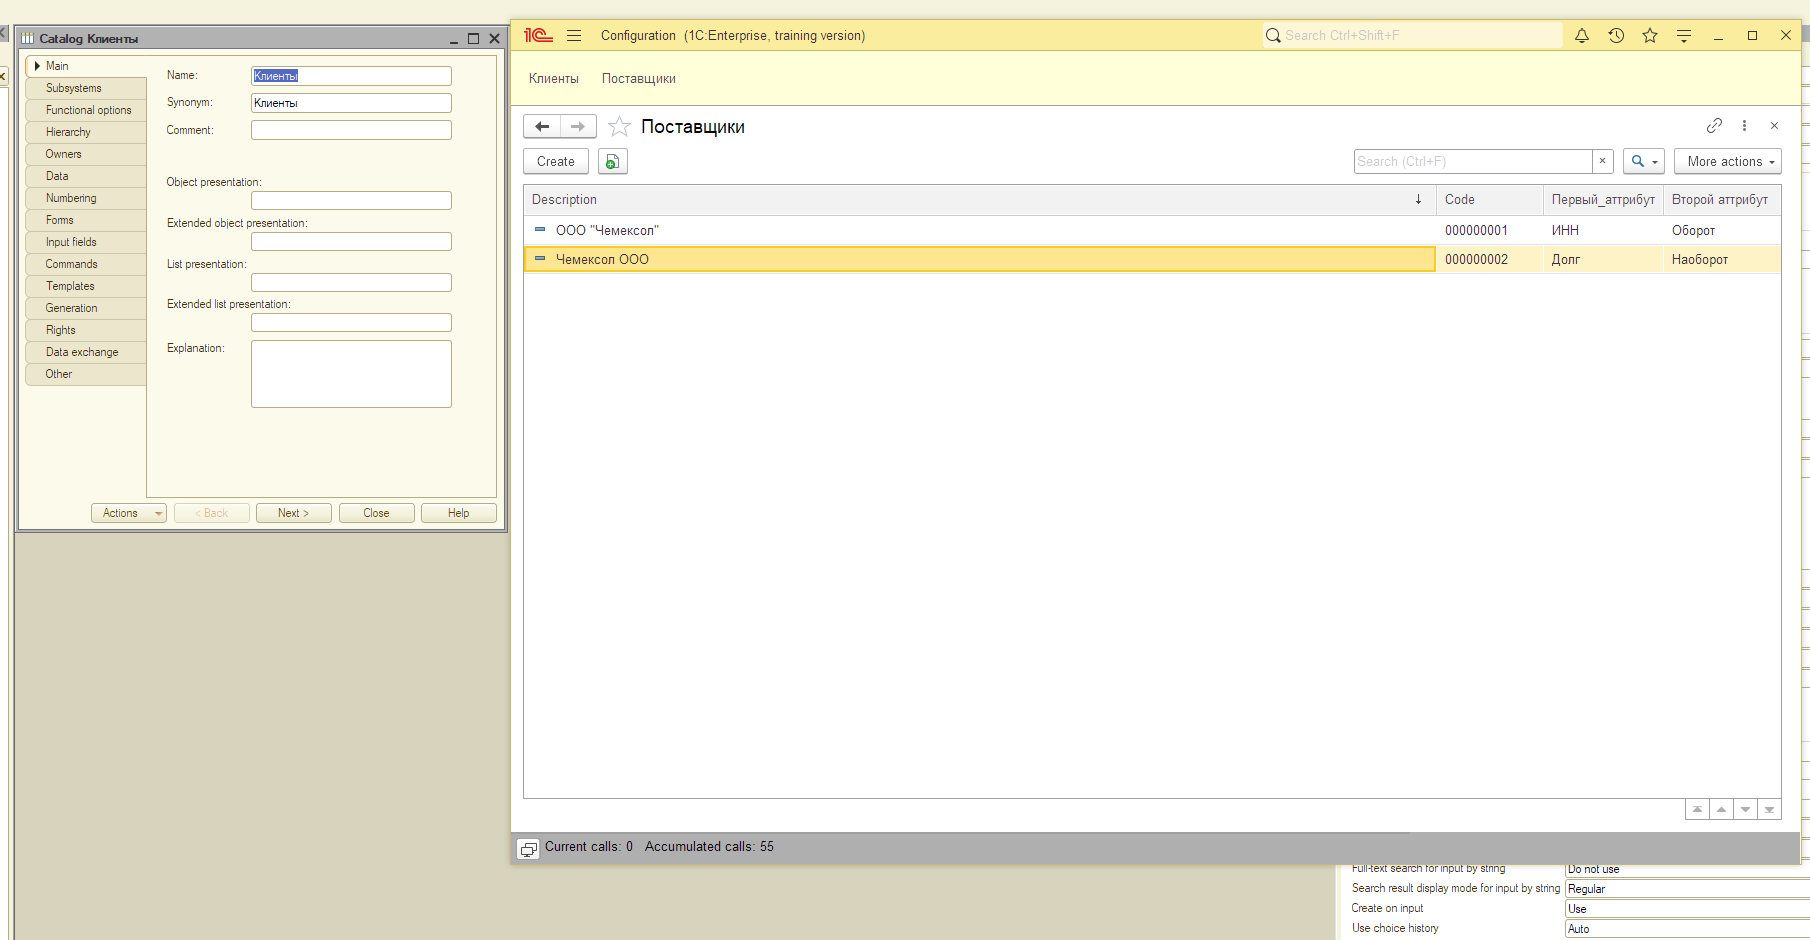 Catalog Клиенты
Main
Subsystems
Functional options
Hierarchy
Owners
Data
Numbering
Forms
Input fields
Commands
Templates
Generation
Rights
Data exchange
Other
Name: Клиенты
Synonym: Клиенты
Comment:
Object presentation:
Extended object presentation:
List presentation:
Extended list presentation:
Explanation:
Actions < Back Next > Close Help
1С Configuration (1C:Enterprise, training version) Search Ctrl+Shift+F
Клиенты Поставщики
Поставщики
Create Search (Ctrl+F) × More actions
Description ↓ Code Первый_аттрибут Второй аттрибут
ООО "Чемексол" 000000001 ИНН Оборот
Чемексол ООО 000000002 Долг Наоборот
Current calls: 0 Accumulated calls: 55
Full-text search for input by string Do not use
Search result display mode for input by string Regular
Create on input Use
Use choice history Auto